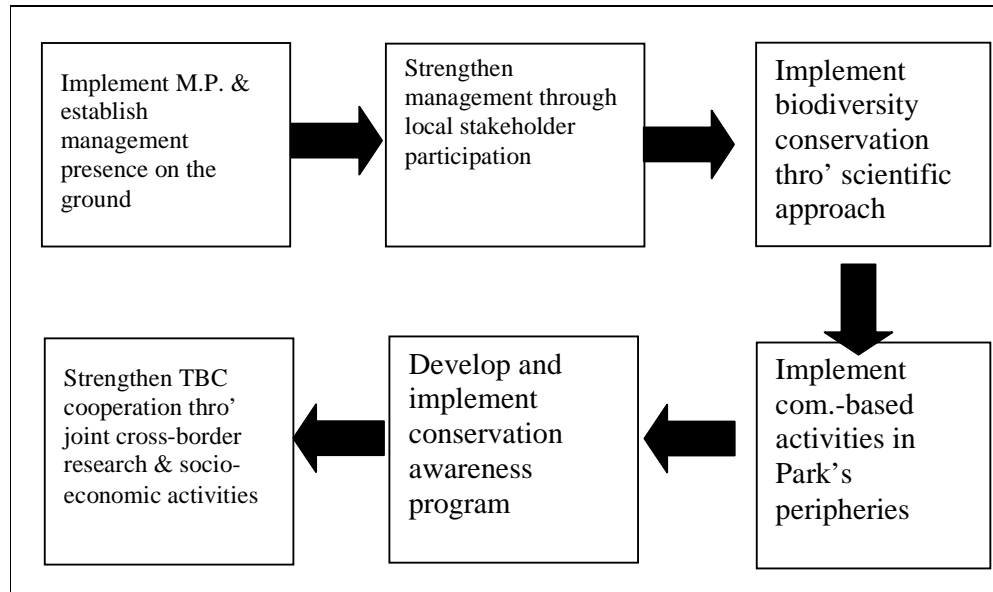 Implement M.P. &
establish
management
presence on the
ground
Strengthen
management through
local stakeholder
participation
Implement
biodiversity
conservation
thro’ scientific
approach
Implement
com.-based
activities in
Park’s
peripheries
Develop and
implement
conservation
awareness
program
Strengthen TBC
cooperation thro’
joint cross-border
research & socio-
economic activities